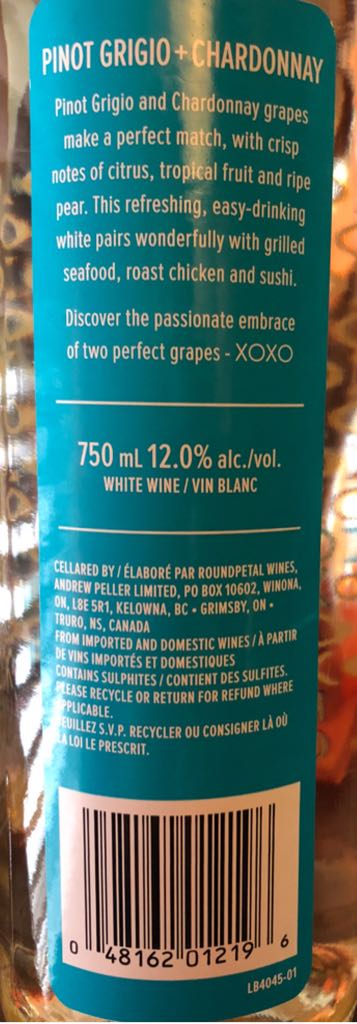 PINOT GRIGIO + CHARDONNAY
Pinot Grigio and Chardonnay grapes
make a perfect match, with crisp
notes of citrus, tropical fruit and ripe
pear. This refreshing, easy-drinking
white pairs wonderfully with grilled
seafood, roast chicken and sushi.
Discover the passionate embrace
of two perfect grapes - XOXO
750 mL 12.0% alc./vol.
WHITE WINE / VIN BLANC
CELLARED BY / ÉLABORÉ PAR ROUNDPETAL WINES,
ANDREW PELLER LIMITED, PO BOX 10602, WINONA,
ON, L8E 5R1, KELOWNA, BC • GRIMSBY, ON •
TRURO, NS, CANADA
FROM IMPORTED AND DOMESTIC WINES / À PARTIR
DE VINS IMPORTÉS ET DOMESTIQUES
CONTAINS SULPHITES / CONTIENT DES SULFITES.
PLEASE RECYCLE OR RETURN FOR REFUND WHERE
APPLICABLE.
VEUILLEZ S.V.P. RECYCLER OU CONSIGNER LÀ OÙ
LA LOI LE PRESCRIT.
0 48162 01219 6
LB4045-01